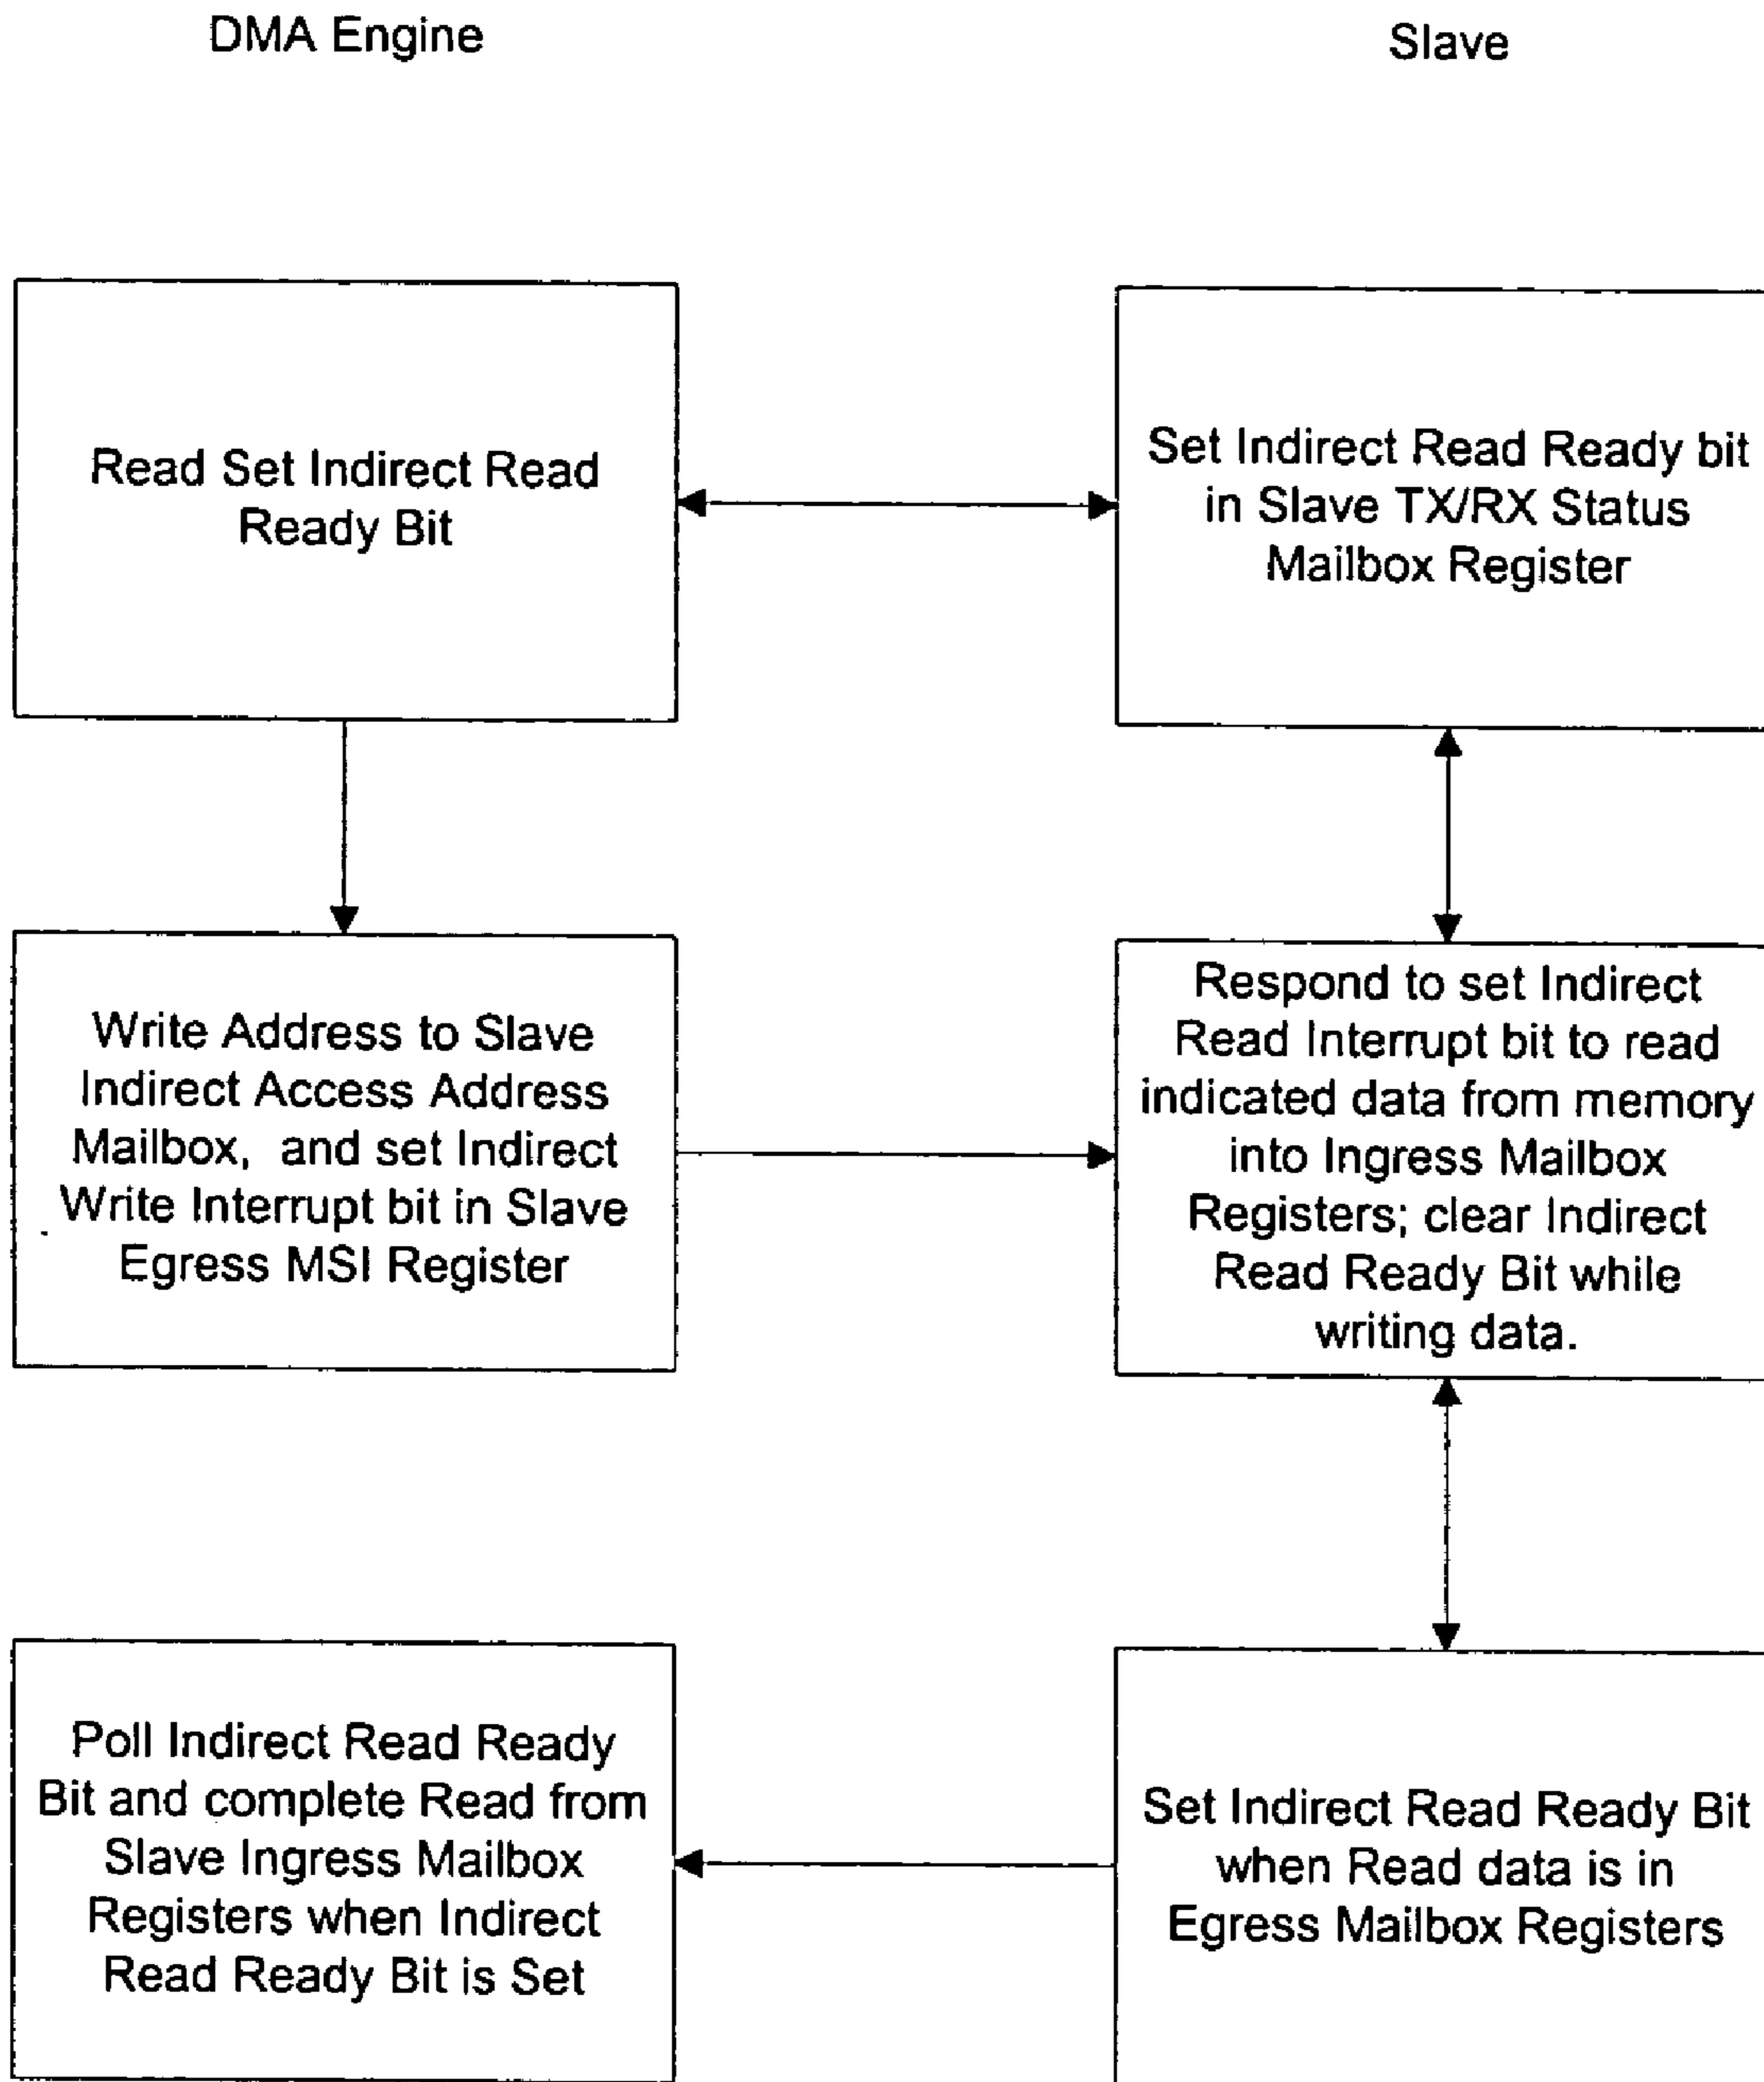 DMA Engine
Slave
Read Set Indirect Read
Ready Bit
Set Indirect Read Ready bit
in Slave TX/RX Status
Mailbox Register
Write Address to Slave
Indirect Access Address
Mailbox, and set Indirect
Write Interrupt bit in Slave
Egress MSI Register
Respond to set Indirect
Read Interrupt bit to read
indicated data from memory
into Ingress Mailbox
Registers; clear Indirect
Read Ready Bit while
writing data.
Poll Indirect Read Ready
Bit and complete Read from
Slave Ingress Mailbox
Registers when Indirect
Read Ready Bit is Set
Set Indirect Read Ready Bit
when Read data is in
Egress Mailbox Registers